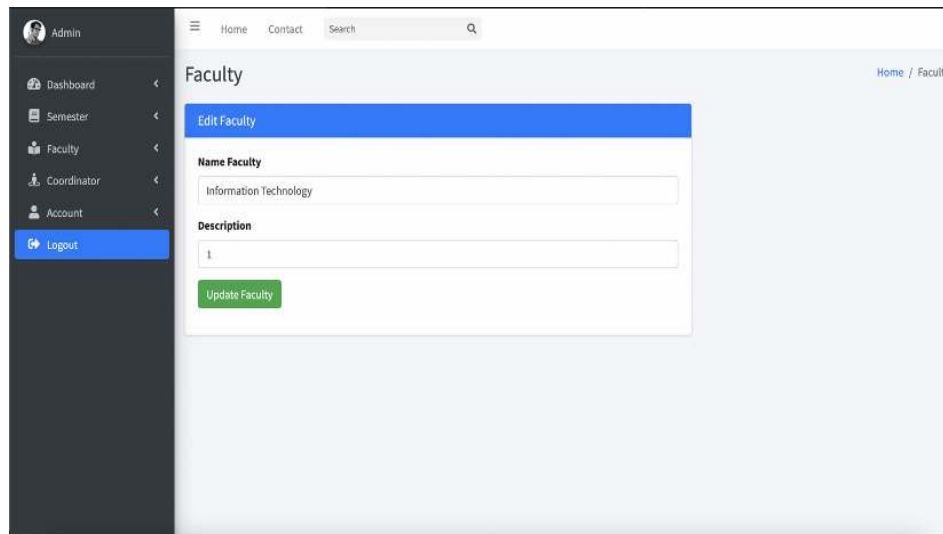 Admin
Home Contact Search
Dashboard
Semester
Faculty
Coordinator
Account
Logout
Faculty
Home /
Edit Faculty
Name Faculty
Information Technology
Description
1
Update Faculty